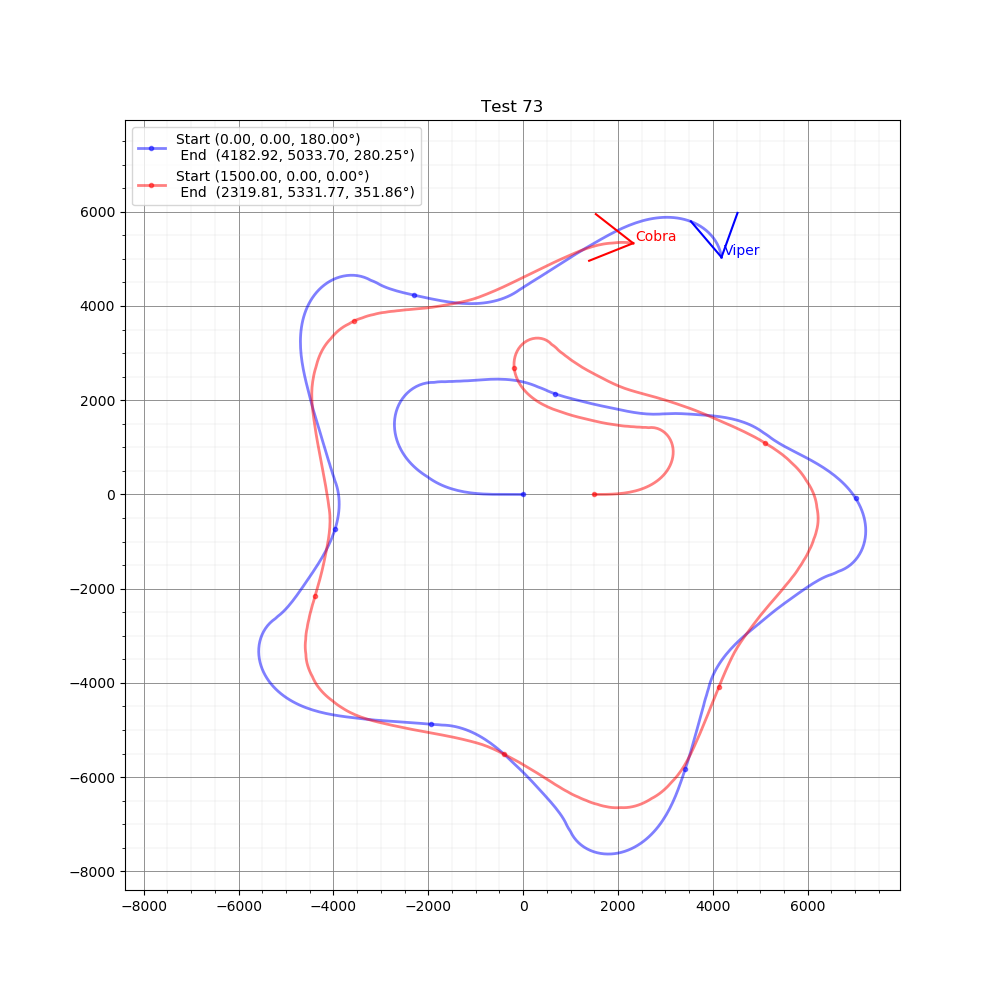 Test 73
Start (0.00, 0.00, 180.00°)
End (4182.92, 5033.70, 280.25°)
Start (1500.00, 0.00, 0.00°)
End (2319.81, 5331.77, 351.86°)
6000
4000
2000
0
−2000
−4000
−6000
−8000
Cobra
Viper
−8000 −6000 −4000 −2000 0 2000 4000 6000